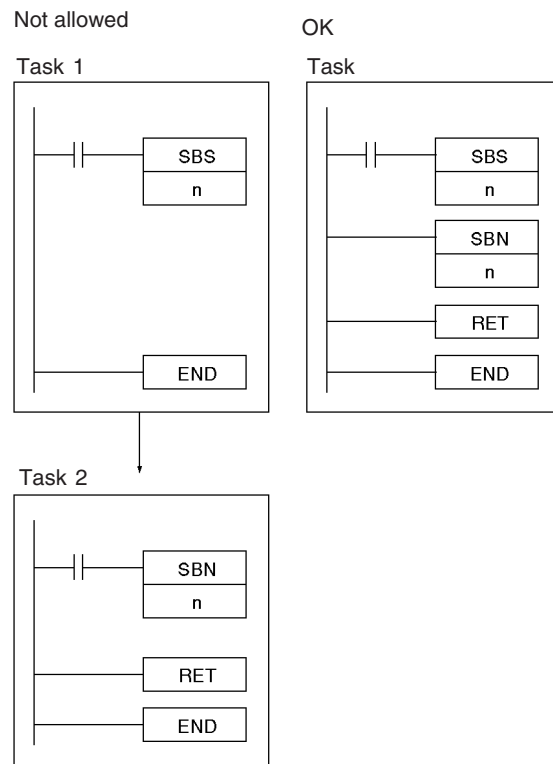 Not allowed
Task 1
SBS
n
END
Task 2
SBN
n
RET
END
OK
Task
SBS
n
SBN
n
RET
END